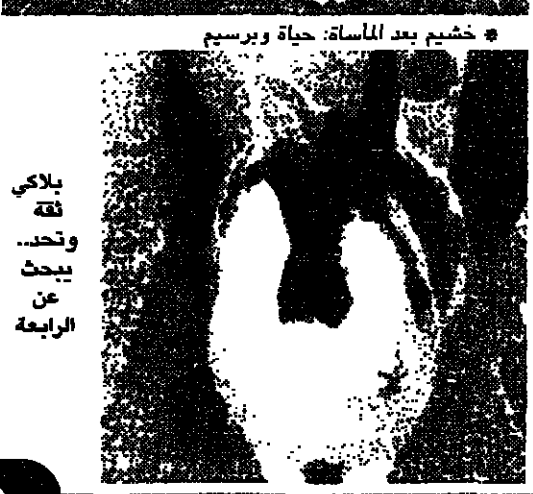 * خشيم بعد المأساة: حياة وبرسيم
بلاكي
ثقة
وتحد..
يبحث
عن
الرابعة